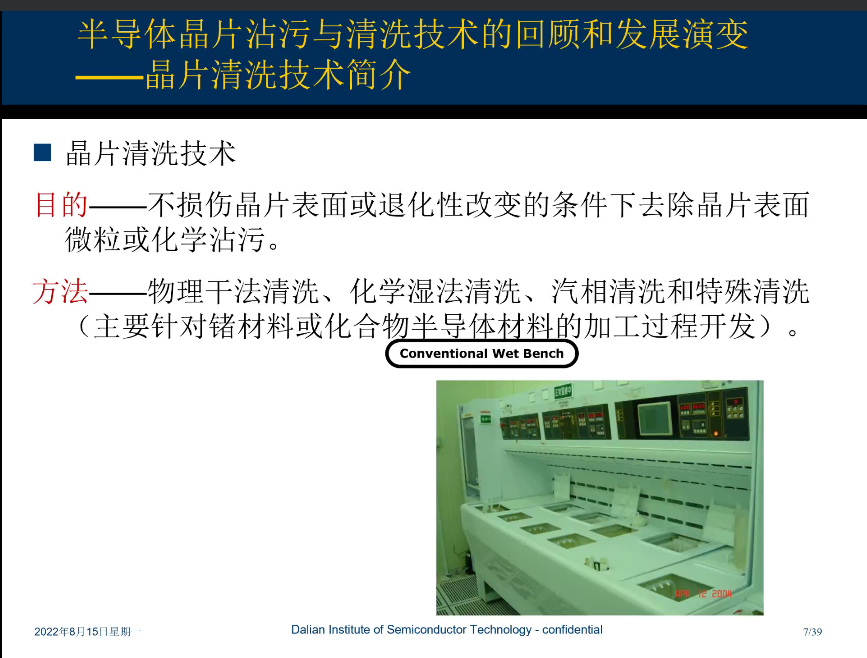 半导体晶片沾污与清洗技术的回顾和发展演变
——晶片清洗技术简介
晶片清洗技术
目的——不损伤晶片表面或退化性改变的条件下去除晶片表面
微粒或化学沾污。
方法——物理干法清洗、化学湿法清洗、汽相清洗和特殊清洗
（主要针对锗材料或化合物半导体材料的加工过程开发）。
Conventional Wet Bench
12 2004
2022年8月15日星期一
Dalian Institute of Semiconductor Technology - confidential
7/39